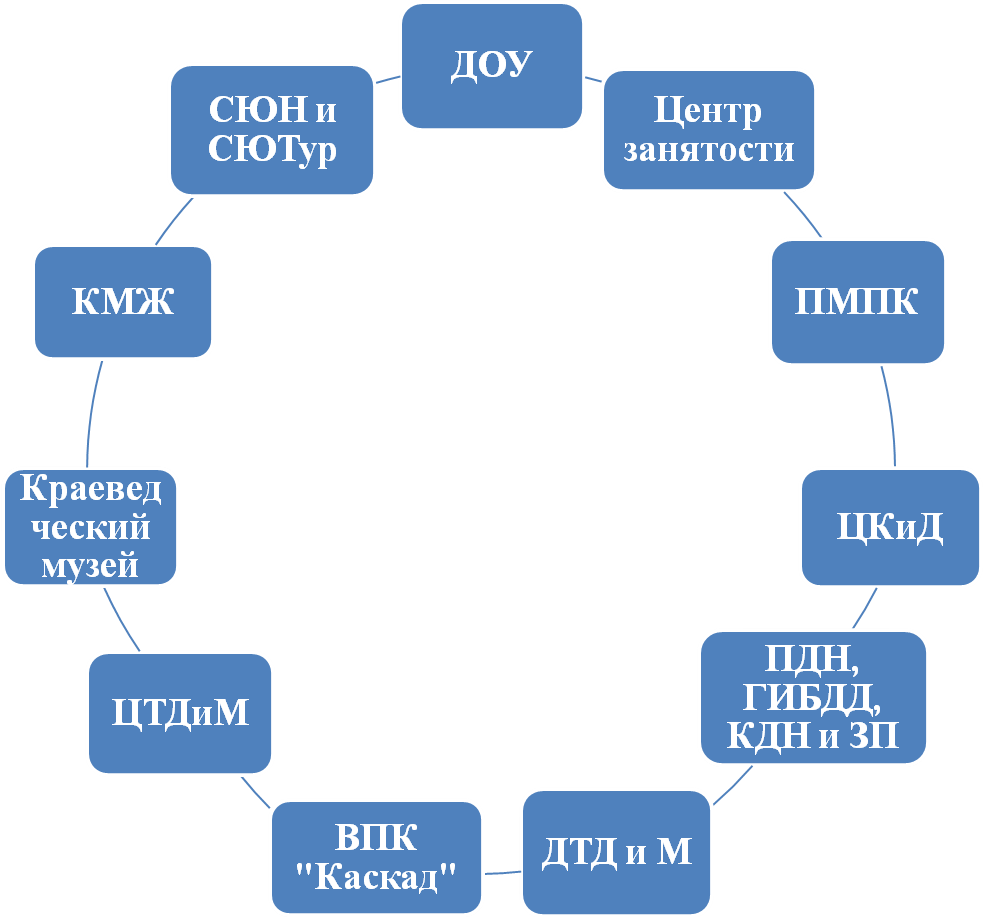 ДОУ
Центр
занятости
ПМПК
ЦКиД
ПДН,
ГИБДД,
КДН и ЗП
ДТД и М
ВПК
"Каскад"
ЦТДиМ
Краевед
ческий
музей
КМЖ
СЮН и
СЮТур